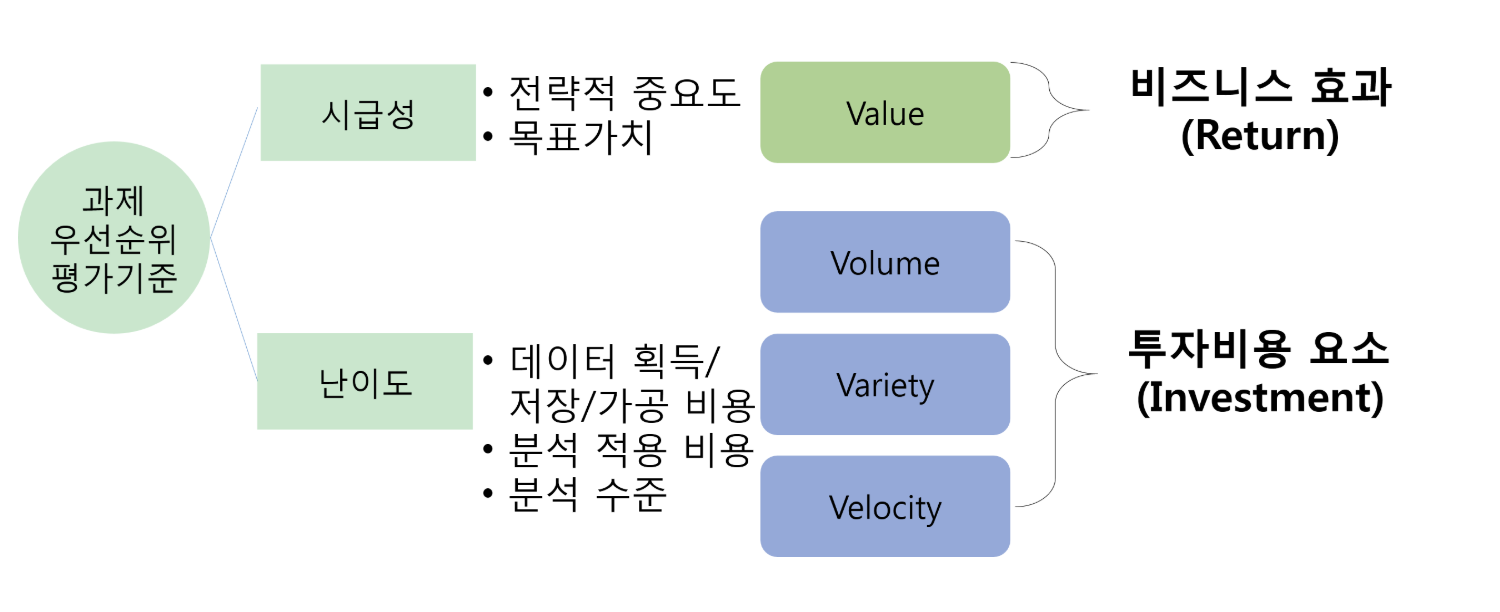 과제
우선순위
평가기준
시급성
• 전략적 중요도
• 목표가치
Value
비즈니스 효과
(Return)
난이도
• 데이터 획득/
저장/가공 비용
• 분석 적용 비용
• 분석 수준
Volume
Variety
Velocity
투자비용 요소
(Investment)